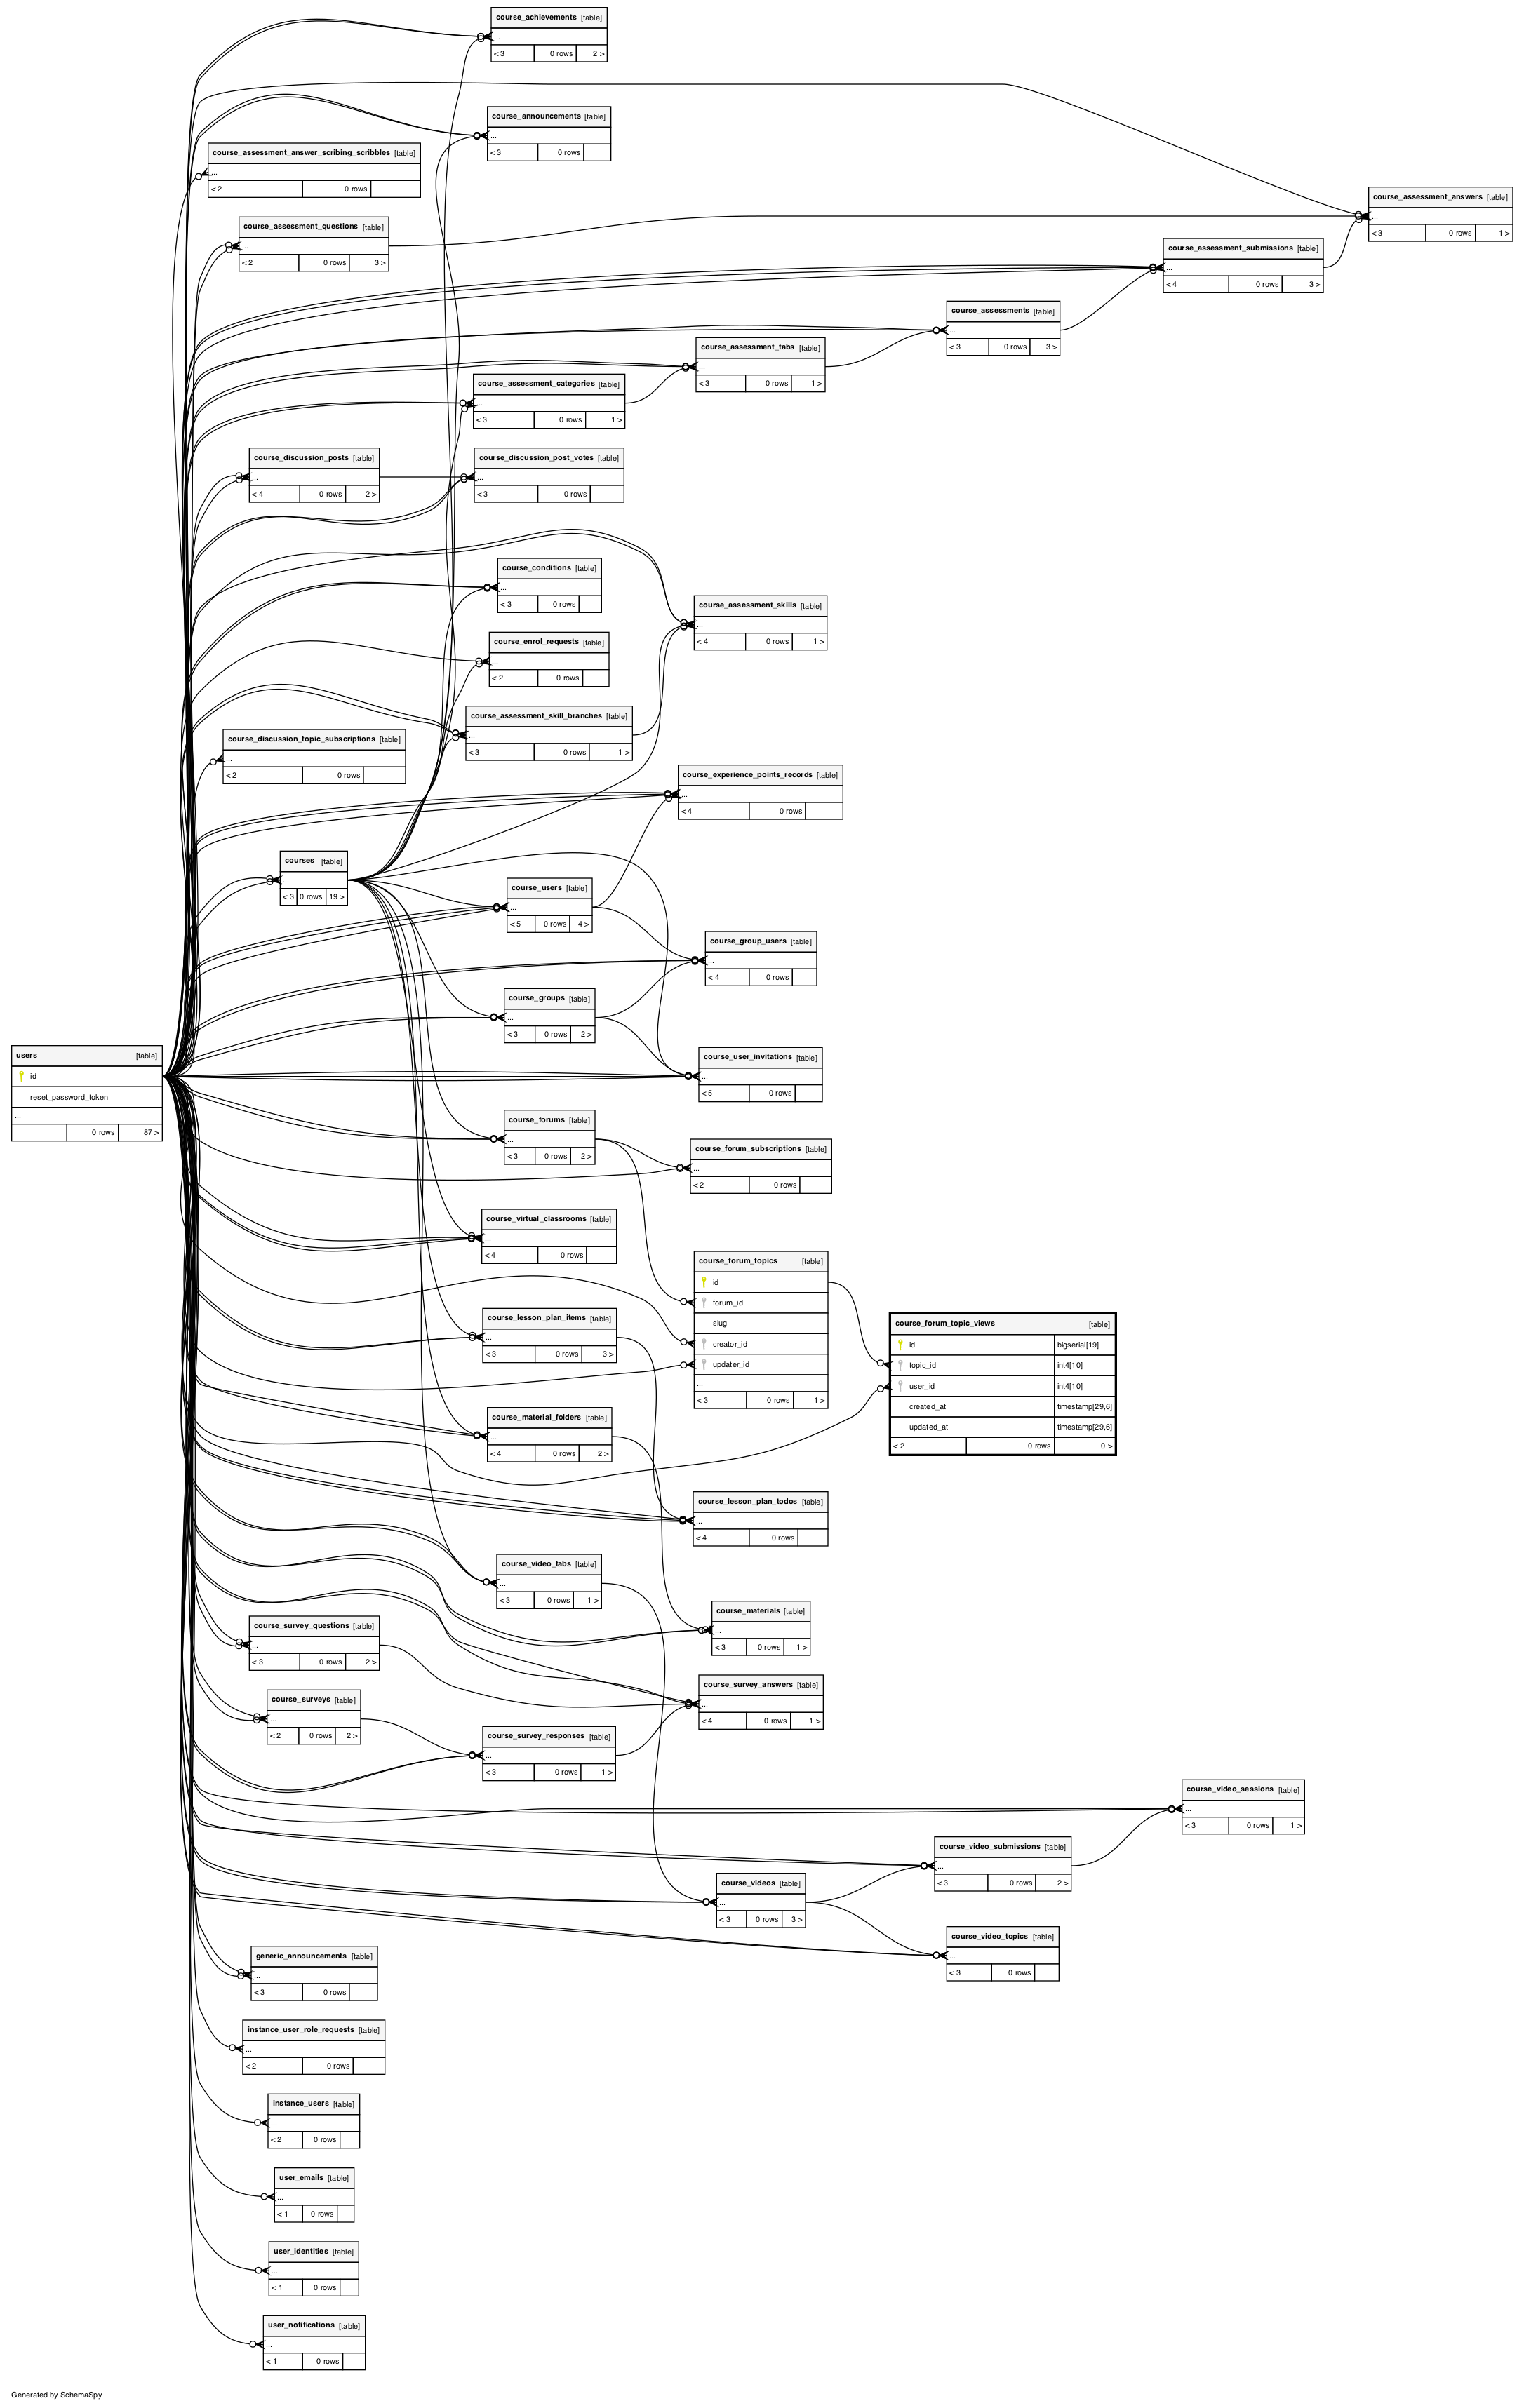 course_achievements [table]
...
< 3 0 rows 2 >
course_announcements [table]
...
< 3 0 rows
course_assessment_answer_scribing_scribbles [table]
...
< 2 0 rows
course_assessment_answers [table]
...
< 3 0 rows 1 >
course_assessment_questions [table]
...
< 2 0 rows 3 >
course_assessment_submissions [table]
...
< 4 0 rows 3 >
course_assessments [table]
...
< 3 0 rows 3 >
course_assessment_tabs [table]
...
< 3 0 rows 1 >
course_assessment_categories [table]
...
< 3 0 rows 1 >
course_discussion_posts [table]
...
< 4 0 rows 2 >
course_discussion_post_votes [table]
...
< 3 0 rows
course_conditions [table]
...
< 3 0 rows
course_assessment_skills [table]
...
< 4 0 rows 1 >
course_enrol_requests [table]
...
< 2 0 rows
course_assessment_skill_branches [table]
...
< 3 0 rows 1 >
course_discussion_topic_subscriptions [table]
...
< 2 0 rows
course_experience_points_records [table]
...
< 4 0 rows
courses [table]
...
< 3 0 rows 19 >
course_users [table]
...
< 5 0 rows 4 >
course_group_users [table]
...
< 4 0 rows
course_groups [table]
...
< 3 0 rows 2 >
users [table]
id
reset_password_token
...
0 rows 87 >
course_user_invitations [table]
...
< 5 0 rows
course_forums [table]
...
< 3 0 rows 2 >
course_forum_subscriptions [table]
...
< 2 0 rows
course_virtual_classrooms [table]
...
< 4 0 rows
course_forum_topics [table]
id
forum_id
slug
creator_id
updater_id
...
< 3 0 rows 1 >
course_forum_topic_views [table]
id bigserial[19]
topic_id int4[10]
user_id int4[10]
created_at timestamp[29,6]
updated_at timestamp[29,6]
< 2 0 rows 0 >
course_lesson_plan_items [table]
...
< 3 0 rows 3 >
course_material_folders [table]
...
< 4 0 rows 2 >
course_lesson_plan_todos [table]
...
< 4 0 rows
course_video_tabs [table]
...
< 3 0 rows 1 >
course_materials [table]
...
< 3 0 rows 1 >
course_survey_questions [table]
...
< 3 0 rows 2 >
course_survey_answers [table]
...
< 4 0 rows 1 >
course_surveys [table]
...
< 2 0 rows 2 >
course_survey_responses [table]
...
< 3 0 rows 1 >
course_video_sessions [table]
...
< 3 0 rows 1 >
course_video_submissions [table]
...
< 3 0 rows 2 >
course_videos [table]
...
< 3 0 rows 3 >
course_video_topics [table]
...
< 3 0 rows
generic_announcements [table]
...
< 3 0 rows
instance_user_role_requests [table]
...
< 2 0 rows
instance_users [table]
...
< 2 0 rows
user_emails [table]
...
< 1 0 rows
user_identities [table]
...
< 1 0 rows
user_notifications [table]
...
< 1 0 rows
Generated by SchemaSpy